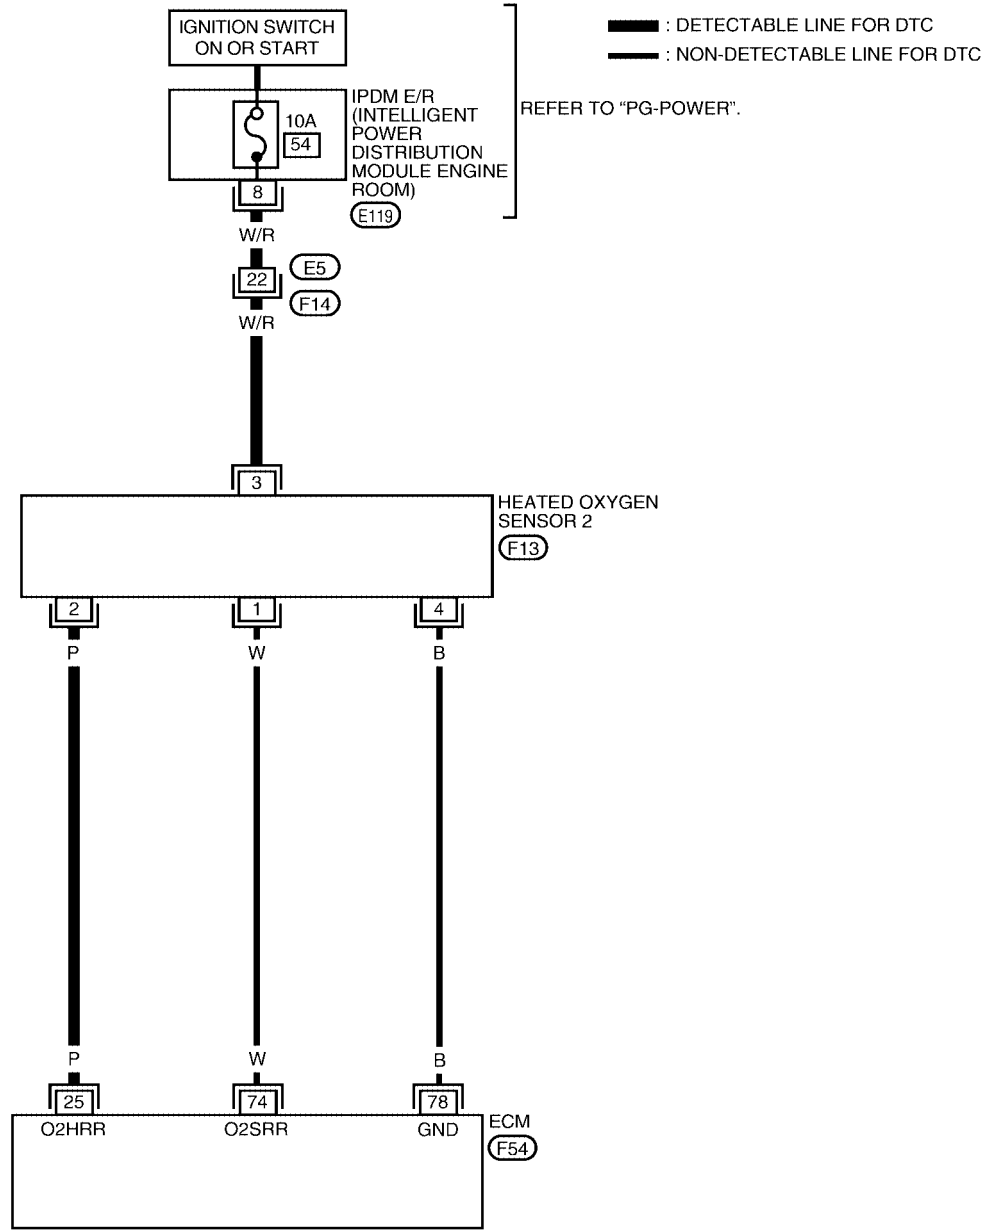 IGNITION SWITCH
ON OR START
: DETECTABLE LINE FOR DTC
: NON-DETECTABLE LINE FOR DTC
IPDM E/R
(INTELLIGENT
POWER
DISTRIBUTION
MODULE ENGINE
ROOM)
E119
10A
54
REFER TO “PG-POWER”.
8
W/R
22
E5
F14
W/R
3
HEATED OXYGEN
SENSOR 2
F13
2
1
4
P
W
B
P
W
B
25
74
78
O2HRR
O2SRR
GND
ECM
F54